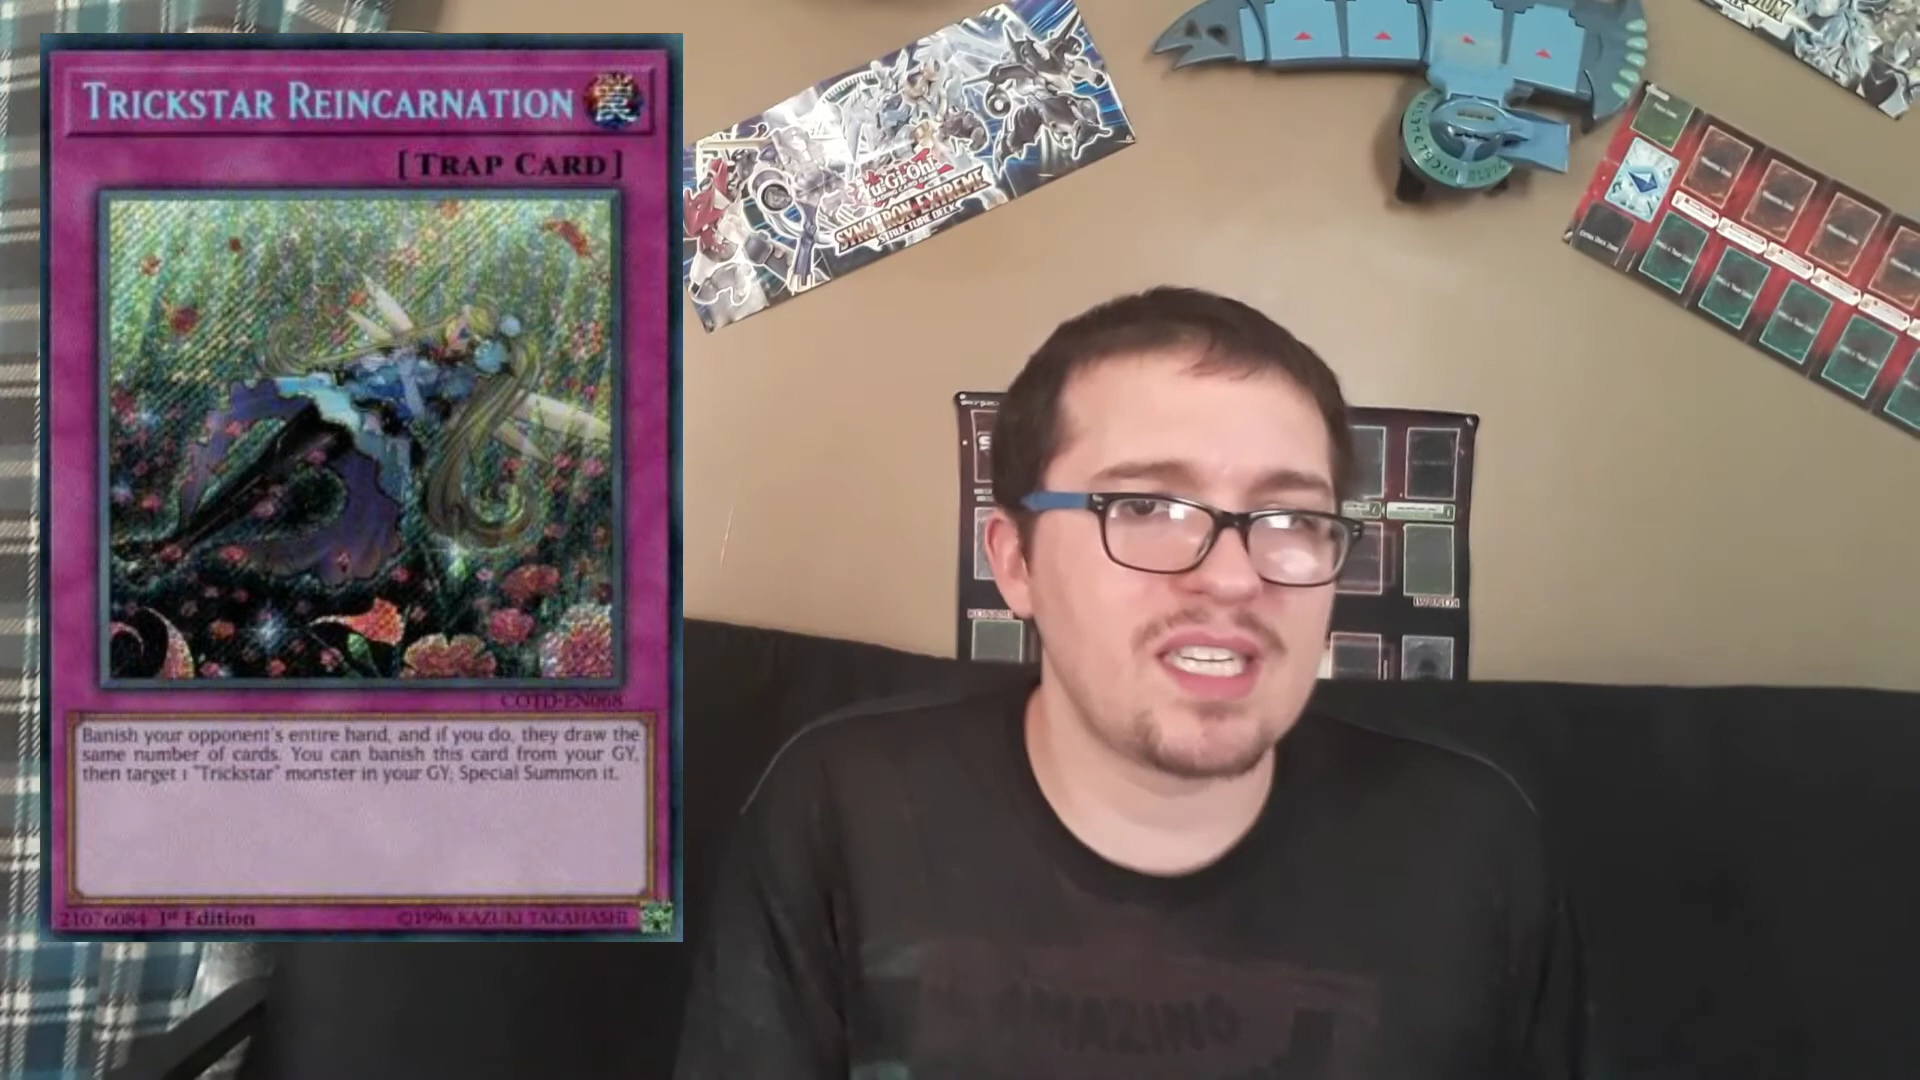 TRICKSTAR REINCARNATION
[TRAP CARD]
COTD-EN068
Banish your opponent's entire hand, and if you do, they draw the
same number of cards. You can banish this card from your GY,
then target 1 "Trickstar" monster in your GY; Special Summon it.
21076084 1st Edition
©1996 KAZUKI TAKAHASHI
Yu-Gi-Oh!
SYNCHRON EXTREME
STRUCTURE DECK
KONAMI
AMAZING